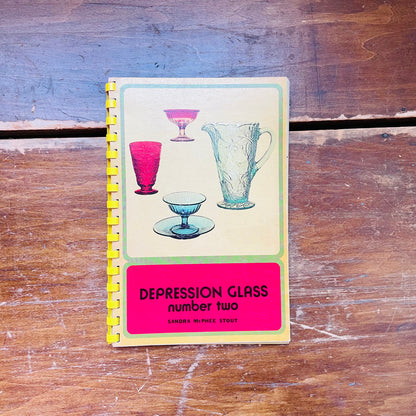 DEPRESSION GLASS
number two
SANDRA McPHEE STOUT